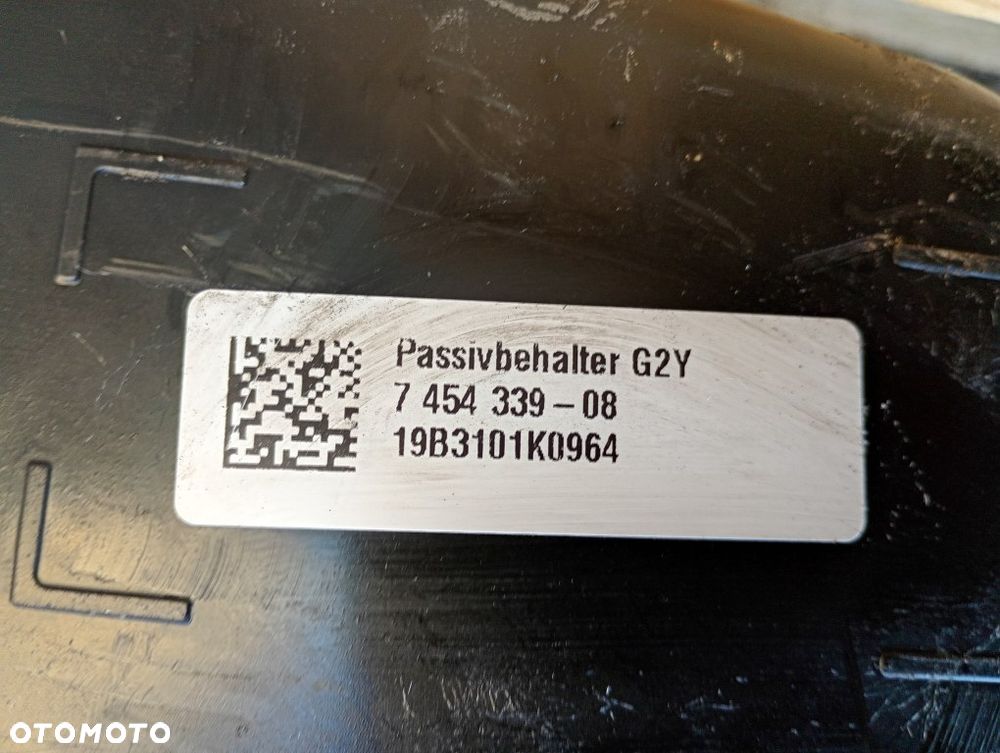 Passivbehalter G2Y
7 454 339 – 08
19B3101K0964
OTOMOTO